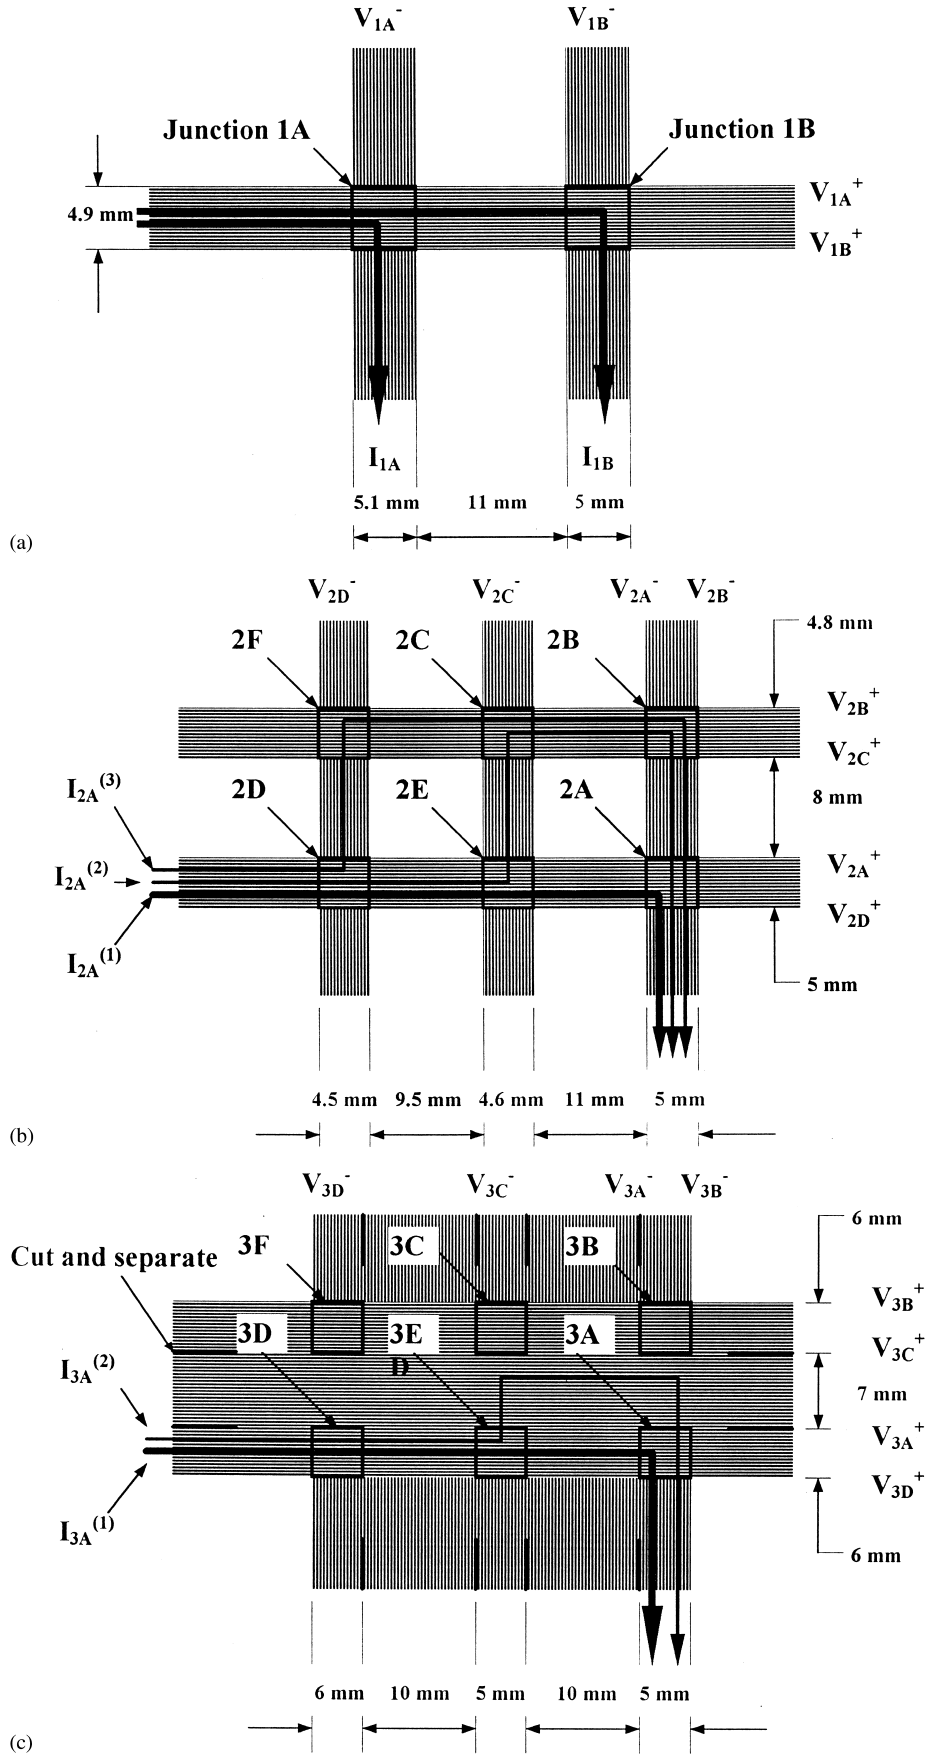 V1A- V1B-
Junction 1A Junction 1B
V1A+
4.9 mm
V1B+
I1A I1B
5.1 mm 11 mm 5 mm
(a)
V2D- V2C- V2A- V2B-
4.8 mm
2F 2C 2B
V2B+
V2C+
I2A(3) 2D 2E 2A 8 mm
V2A+
I2A(2)
V2D+
I2A(1)
5 mm
4.5 mm 9.5 mm 4.6 mm 11 mm 5 mm
(b)
V3D- V3C- V3A- V3B-
6 mm
3F 3C 3B
Cut and separate
V3B+
3D 3E 3A
V3C+
D
I3A(2)
7 mm
V3A+
V3D+
I3A(1)
6 mm
6 mm 10 mm 5 mm 10 mm 5 mm
(c)